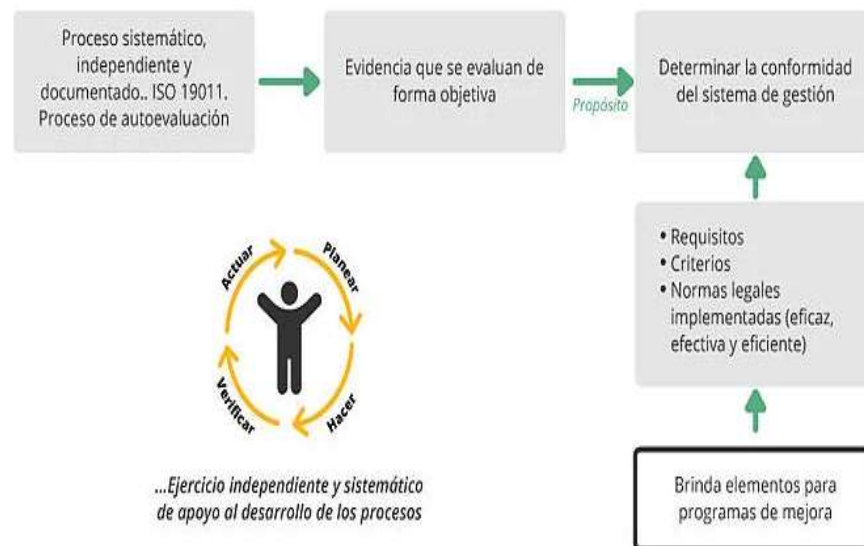 Proceso sistemático,
independiente y
documentado.. ISO 19011.
Proceso de autoevaluación
Evidencia que se evaluan de
forma objetiva
Propósito
Determinar la conformidad
del sistema de gestión
• Requisitos
• Criterios
• Normas legales
implementadas (eficaz,
efectiva y eficiente)
Brinda elementos para
programas de mejora
Actuar
Planear
Verificar
Hacer
...Ejercicio independiente y sistemático
de apoyo al desarrollo de los procesos